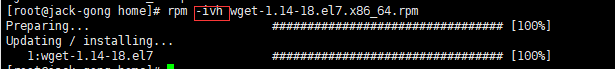 [root@jack-gong home]# rpm -ivh wget-1.14-18.el7.x86_64.rpm
Preparing... ################################# [100%]
Updating / installing...
1:wget-1.14-18.el7 ################################# [100%]
[root@jack-gong home]#